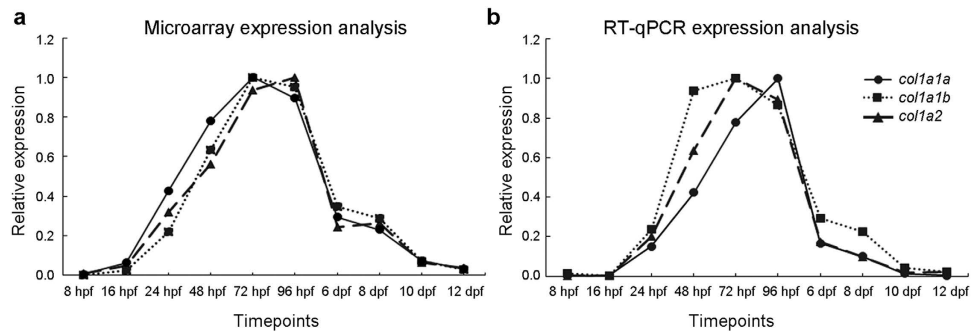 a
Microarray expression analysis
Relative expression
1.2
1.0
0.8
0.6
0.4
0.2
0.0
8 hpf 16 hpf 24 hpf 48 hpf 72 hpf 96 hpf 6 dpf 8 dpf 10 dpf 12 dpf
Timepoints
b
RT-qPCR expression analysis
Relative expression
1.2
1.0
0.8
0.6
0.4
0.2
0.0
8 hpf 16 hpf 24 hpf 48 hpf 72 hpf 96 hpf 6 dpf 8 dpf 10 dpf 12 dpf
Timepoints
col1a1a
col1a1b
col1a2